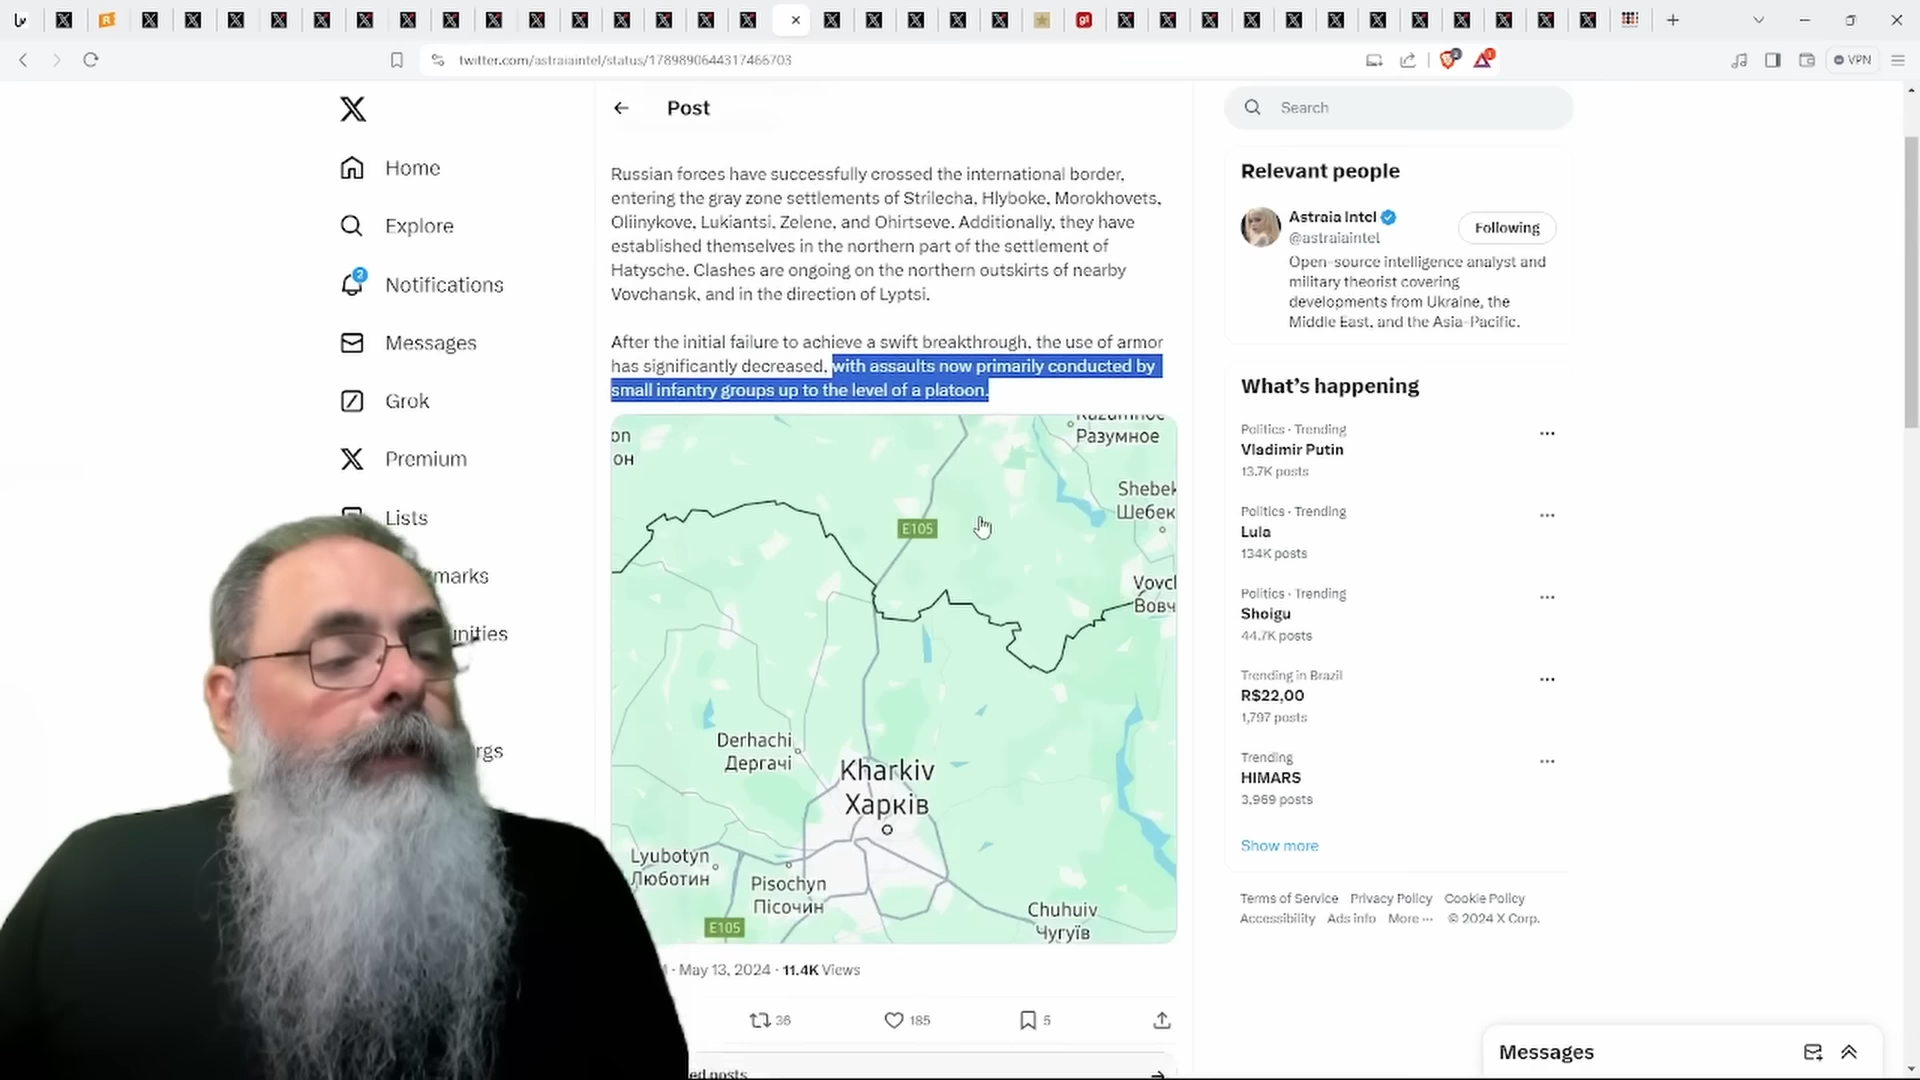 twitter.com/astraiaintel/status/1789890644317466703
VPN
Post
Search
Home
Explore
2
Notifications
Messages
Grok
Premium
Lists
marks
unities
rgs
Russian forces have successfully crossed the international border,
entering the gray zone settlements of Strilecha, Hlyboke, Morokhovets,
Oliinykove, Lukiantsi, Zelene, and Ohirtseve. Additionally, they have
established themselves in the northern part of the settlement of
Hatysche. Clashes are ongoing on the northern outskirts of nearby
Vovchansk, and in the direction of Lyptsi.
After the initial failure to achieve a swift breakthrough, the use of armor
has significantly decreased, with assaults now primarily conducted by
small infantry groups up to the level of a platoon.
on
он
Разумное
Shebek
Шебек
E105
Vovcl
Вовч
Derhachi
Дергачі
Kharkiv
Харків
Lyubotyn
Люботин
Pisochyn
Пісочин
Chuhuiv
Чугуїв
E105
· May 13, 2024 · 11.4K Views
36
185
5
Relevant people
Astraia Intel
@astraiaintel
Following
Open-source intelligence analyst and
military theorist covering
developments from Ukraine, the
Middle East, and the Asia-Pacific.
What's happening
Politics · Trending
Vladimir Putin
13.7K posts
Politics · Trending
Lula
134K posts
Politics · Trending
Shoigu
44.7K posts
Trending in Brazil
R$22,00
1,797 posts
Trending
HIMARS
3,969 posts
Show more
Terms of Service Privacy Policy Cookie Policy
Accessibility Ads info More ··· © 2024 X Corp.
Messages